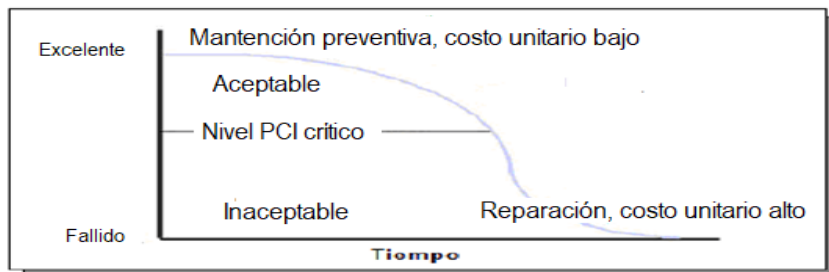 Mantención preventiva, costo unitario bajo
Excelente
Aceptable
Nivel PCI crítico
Inaceptable
Reparación, costo unitario alto
Fallido
Tiempo